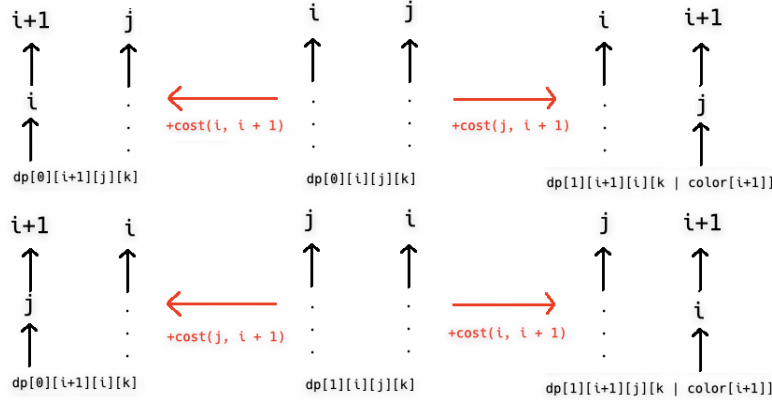 i+1 j i j i i+1
i j
+cost(i, i + 1) +cost(j, i + 1)
dp[0][i+1][j][k] dp[0][i][j][k] dp[1][i+1][i][k | color[i+1]]
i+1 i j i j i+1
j i
+cost(j, i + 1) +cost(i, i + 1)
dp[0][i+1][i][k] dp[1][i][j][k] dp[1][i+1][j][k | color[i+1]]